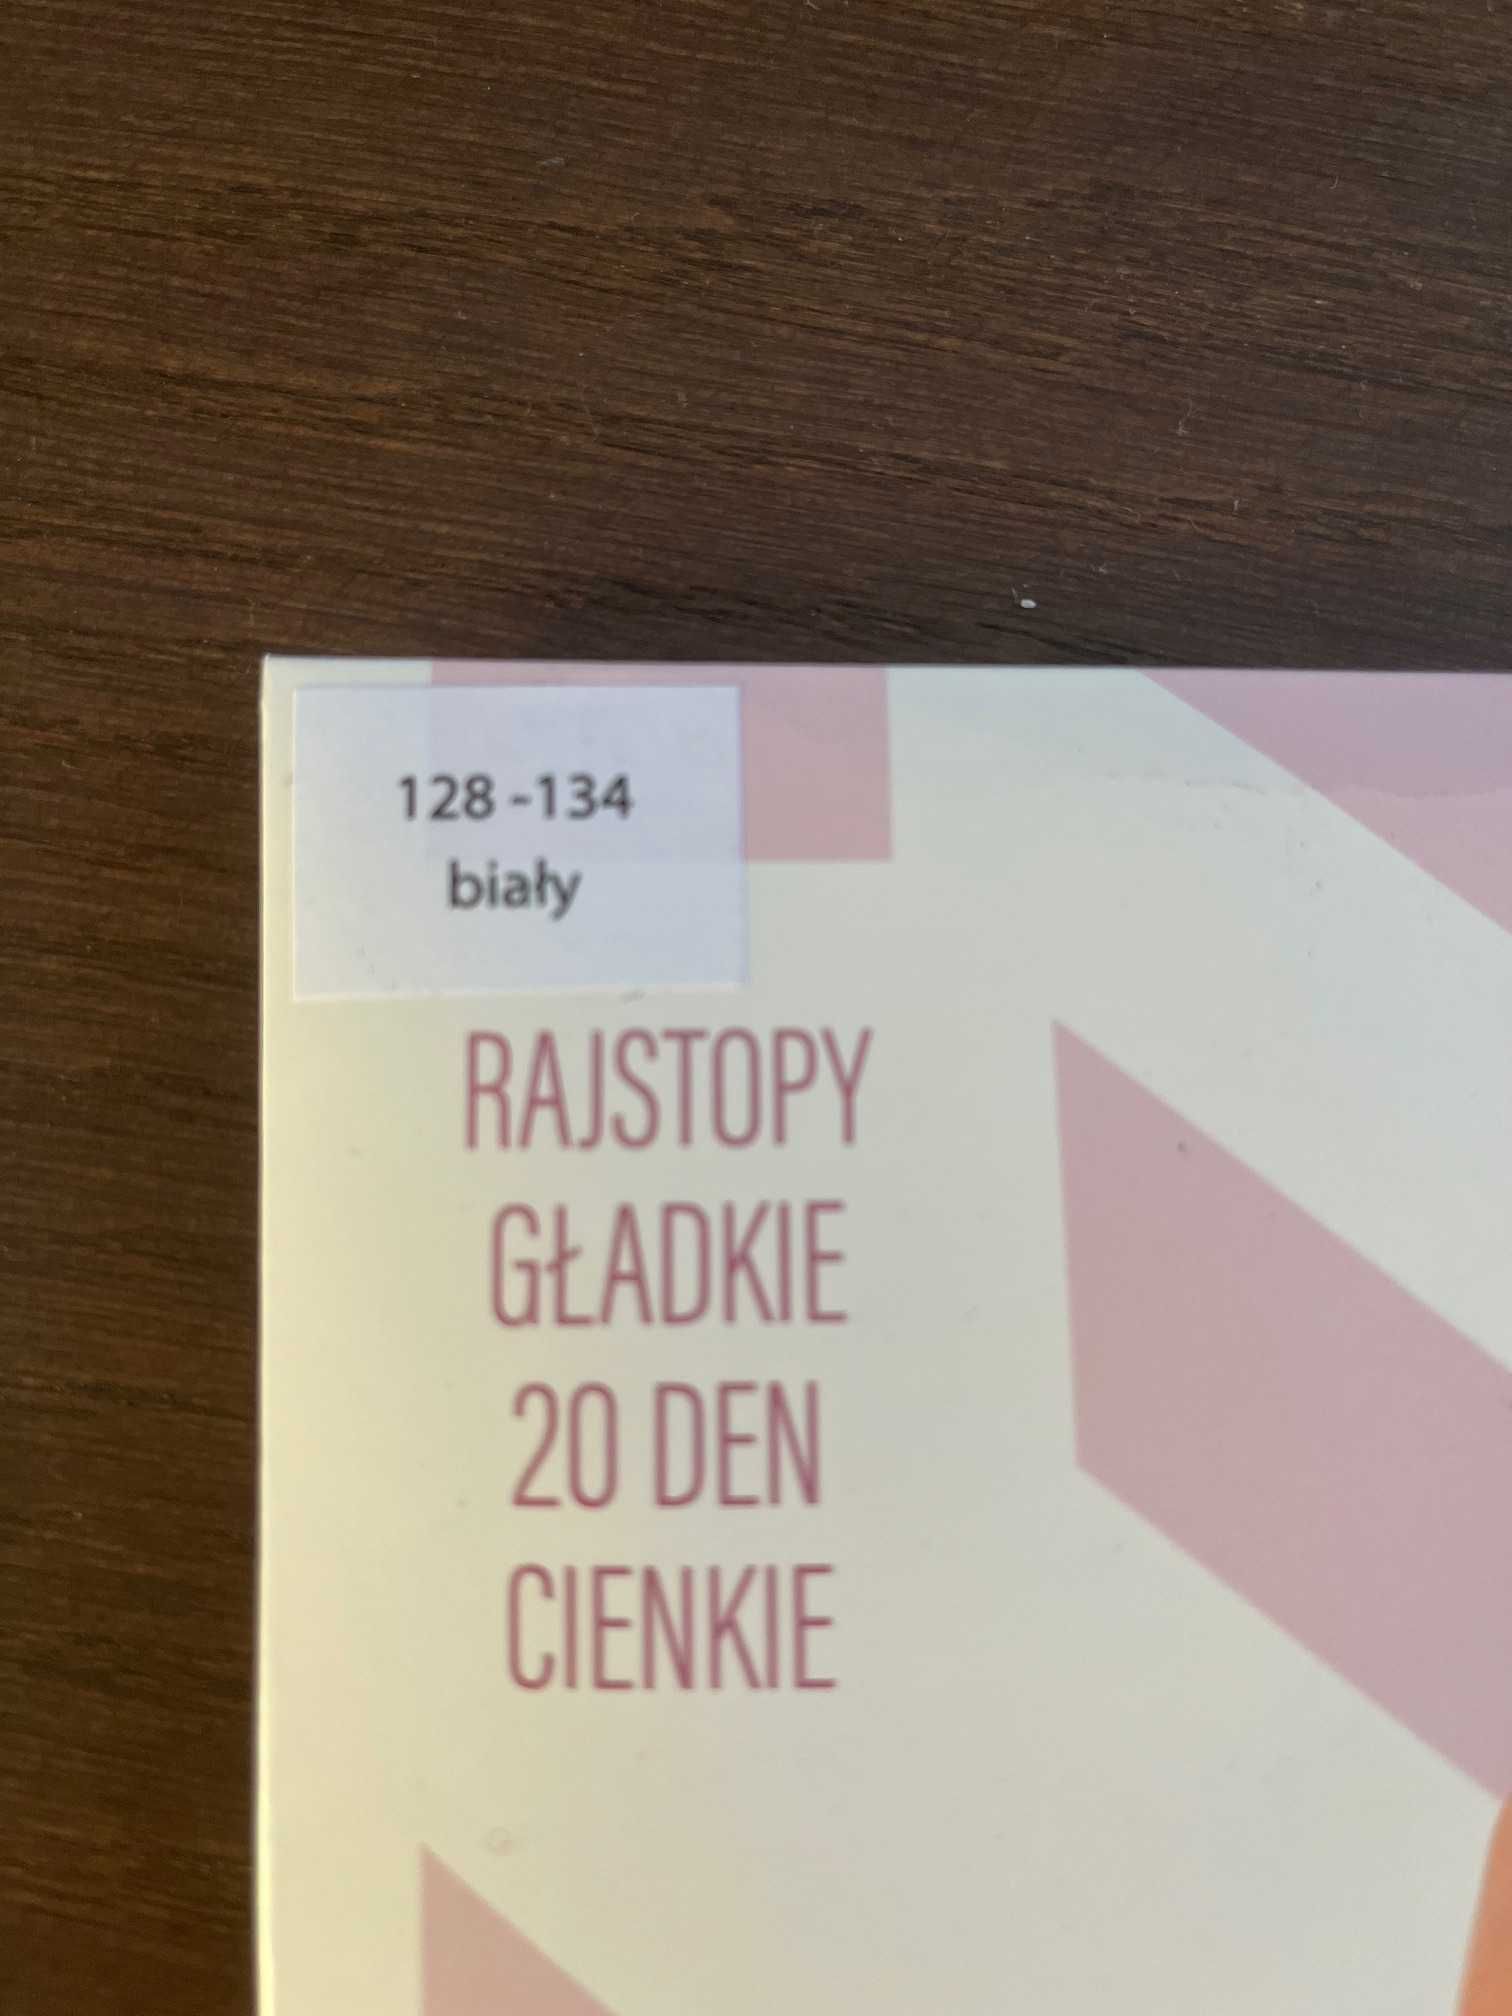 128 -134
biały
RAJSTOPY
GŁADKIE
20 DEN
CIENKIE